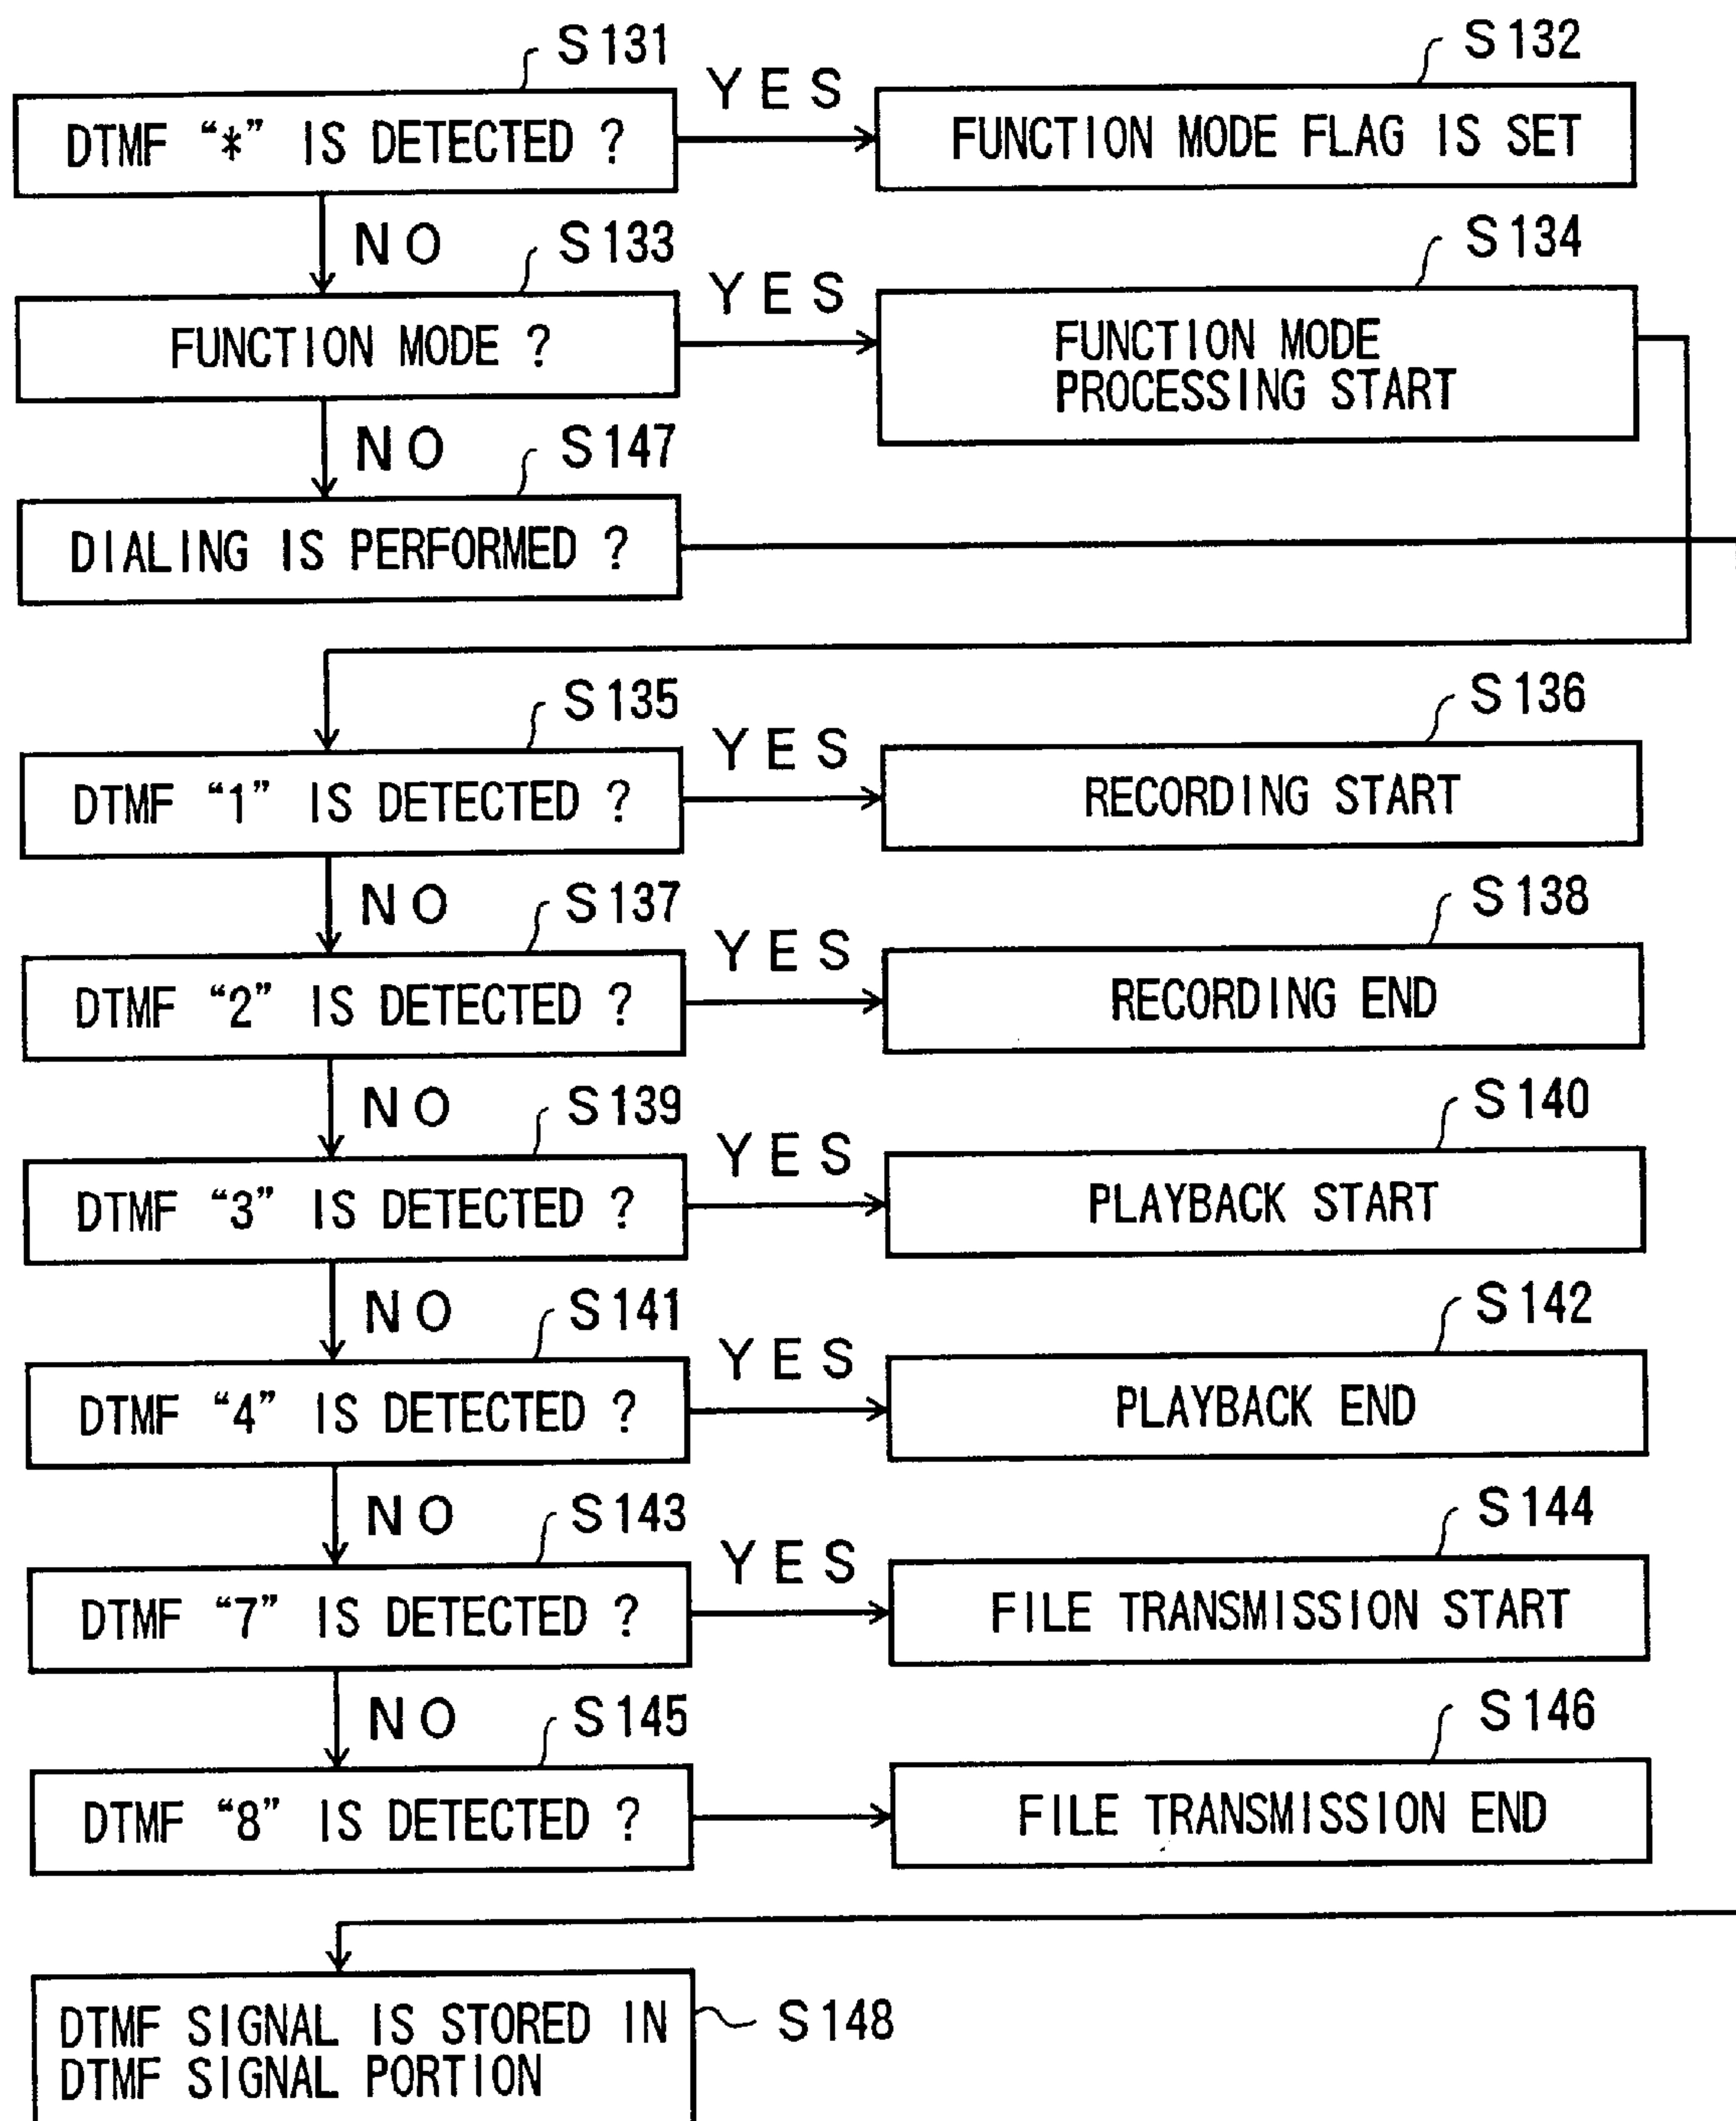 S131
S132
DTMF “*” IS DETECTED ?
YES
FUNCTION MODE FLAG IS SET
NO
S133
S134
FUNCTION MODE ?
YES
FUNCTION MODE
PROCESSING START
NO
S147
DIALING IS PERFORMED ?
S135
S136
DTMF “1” IS DETECTED ?
YES
RECORDING START
NO
S137
S138
DTMF “2” IS DETECTED ?
YES
RECORDING END
NO
S139
S140
DTMF “3” IS DETECTED ?
YES
PLAYBACK START
NO
S141
S142
DTMF “4” IS DETECTED ?
YES
PLAYBACK END
NO
S143
S144
DTMF “7” IS DETECTED ?
YES
FILE TRANSMISSION START
NO
S145
S146
DTMF “8” IS DETECTED ?
FILE TRANSMISSION END
DTMF SIGNAL IS STORED IN
DTMF SIGNAL PORTION
S148